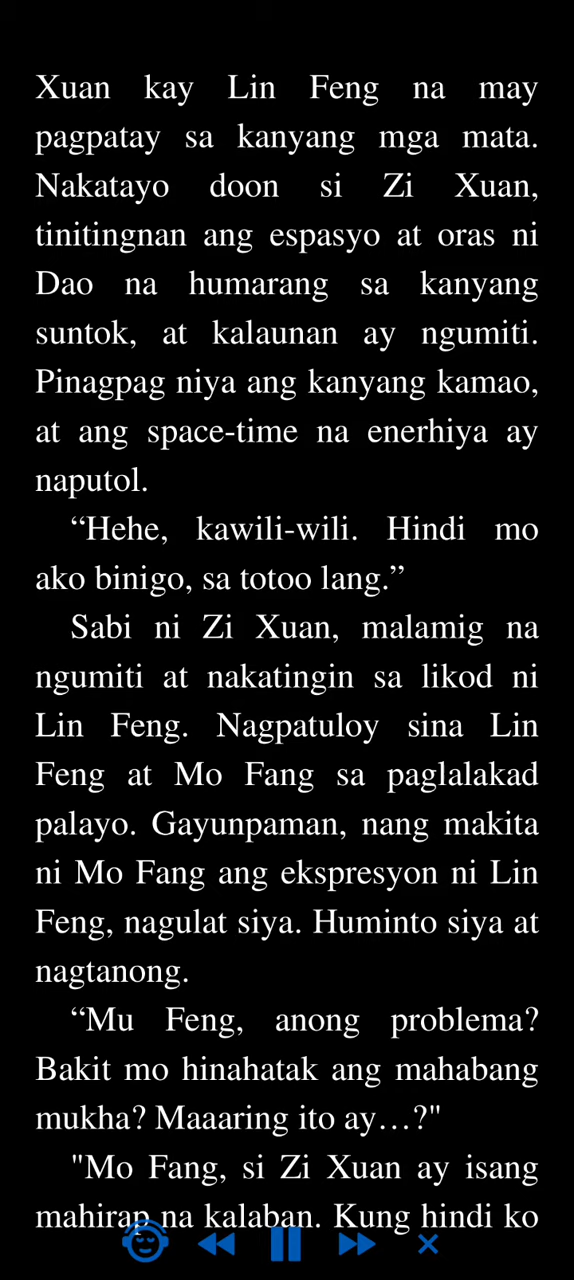 Xuan kay Lin Feng na may
pagpatay sa kanyang mga mata.
Nakatayo doon si Zi Xuan,
tinitingnan ang espasyo at oras ni
Dao na humarang sa kanyang
suntok, at kalaunan ay ngumiti.
Pinagpag niya ang kanyang kamao,
at ang space-time na enerhiya ay
naputol.
“Hehe, kawili-wili. Hindi mo
ako binigo, sa totoo lang.”
Sabi ni Zi Xuan, malamig na
ngumiti at nakatingin sa likod ni
Lin Feng. Nagpatuloy sina Lin
Feng at Mo Fang sa paglalakad
palayo. Gayunpaman, nang makita
ni Mo Fang ang ekspresyon ni Lin
Feng, nagulat siya. Huminto siya at
nagtanong.
“Mu Feng, anong problema?
Bakit mo hinahatak ang mahabang
mukha? Maaaring ito ay…?"
"Mo Fang, si Zi Xuan ay isang
mahirap na kalaban. Kung hindi ko